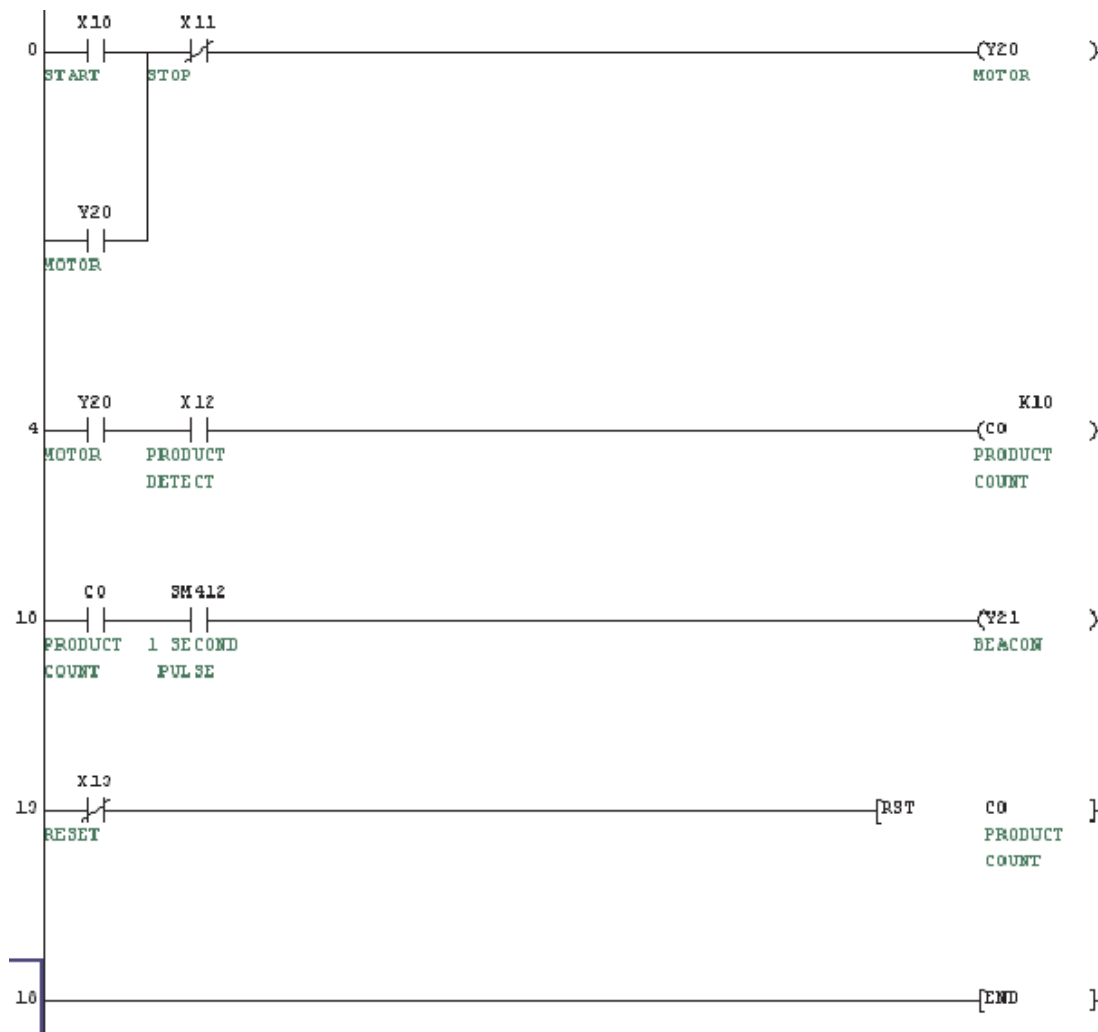 X10 X11
0 (Y20 )
START STOP MOTOR
Y20
MOTOR
Y20 X12 K10
4 (C0 )
MOTOR PRODUCT PRODUCT
DETECT COUNT
C0 SM412
10 (Y21 )
PRODUCT 1 SECOND BEACON
COUNT PULSE
X13
13 [RST C0 ]
RESET PRODUCT
COUNT
18 [END ]